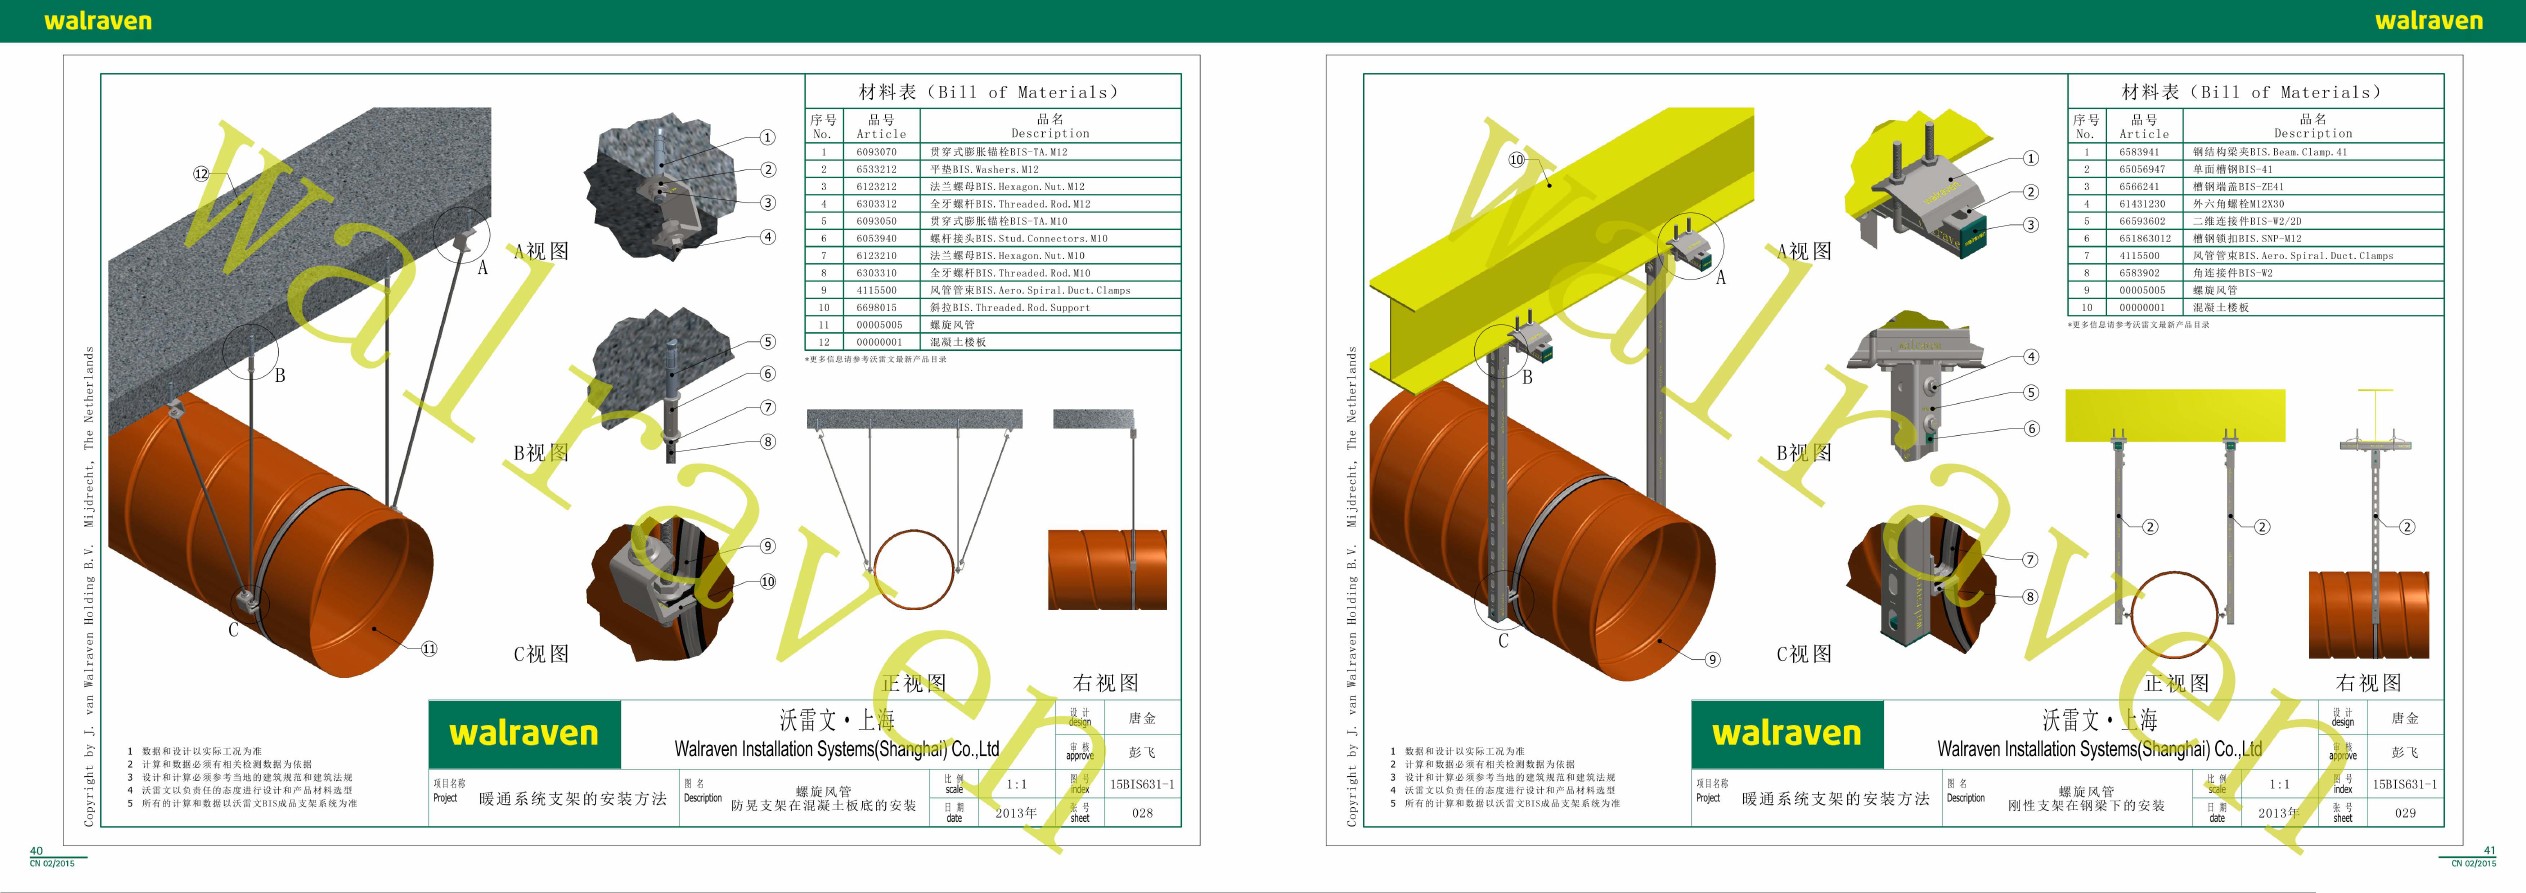 walraven
walraven
材料表（Bill of Materials）
序号 品号 品名
No. Article Description
1 6093070 贯穿式膨胀锚栓BIS-TA.M12
2 6533212 平垫BIS.Washers.M12
3 6123212 法兰螺母BIS.Hexagon.Nut.M12
4 6303312 全牙螺杆BIS.Threaded.Rod.M12
5 6093050 贯穿式膨胀锚栓BIS-TA.M10
6 6053940 螺杆接头BIS.Stud.Connectors.M10
7 6123210 法兰螺母BIS.Hexagon.Nut.M10
8 6303310 全牙螺杆BIS.Threaded.Rod.M10
9 4115500 风管管束BIS.Aero.Spiral.Duct.Clamps
10 6698015 斜拉BIS.Threaded.Rod.Support
11 00005005 螺旋风管
12 00000001 混凝土楼板
*更多信息请参考沃雷文最新产品目录
12
A
B
C
11
A视图
1
2
3
4
B视图
5
6
7
8
C视图
9
10
正视图
右视图
walraven
Copyright by J. van Walraven Holding B.V. Mijdrecht, The Netherlands
1 数据和设计以实际工况为准
2 计算和数据必须有相关检测数据为依据
3 设计和计算必须参考当地的建筑规范和建筑法规
4 沃雷文以负责任的态度进行设计和产品材料选型
5 所有的计算和数据以沃雷文BIS成品支架系统为准
walraven
沃雷文·上海
Walraven Installation Systems(Shanghai) Co.,Ltd
设计 design 唐金
审核 approve 彭飞
项目名称
Project
暖通系统支架的安装方法
图名
Description
螺旋风管
防晃支架在混凝土板底的安装
比例 scale 1:1
图号 index 15BIS631-1
日期 date 2013年
张号 sheet 028
40
CN 02/2015
材料表（Bill of Materials）
序号 品号 品名
No. Article Description
1 6583941 钢结构梁夹BIS.Beam.Clamp.41
2 65056947 单面槽钢BIS-41
3 6566241 槽钢端盖BIS-ZE41
4 61431230 外六角螺栓M12X30
5 66593602 二维连接件BIS-W2/2D
6 651863012 槽钢锁扣BIS.SNP-M12
7 4115500 风管管束BIS.Aero.Spiral.Duct.Clamps
8 6583902 角连接件BIS-W2
9 00005005 螺旋风管
10 00000001 混凝土楼板
*更多信息请参考沃雷文最新产品目录
10
A
B
C
9
A视图
1
2
3
B视图
4
5
6
C视图
7
8
2
2
2
正视图
右视图
walraven
Copyright by J. van Walraven Holding B.V. Mijdrecht, The Netherlands
1 数据和设计以实际工况为准
2 计算和数据必须有相关检测数据为依据
3 设计和计算必须参考当地的建筑规范和建筑法规
4 沃雷文以负责任的态度进行设计和产品材料选型
5 所有的计算和数据以沃雷文BIS成品支架系统为准
walraven
沃雷文·上海
Walraven Installation Systems(Shanghai) Co.,Ltd
设计 design 唐金
审核 approve 彭飞
项目名称
Project
暖通系统支架的安装方法
图名
Description
螺旋风管
刚性支架在钢梁下的安装
比例 scale 1:1
图号 index 15BIS631-1
日期 date 2013年
张号 sheet 029
41
CN 02/2015